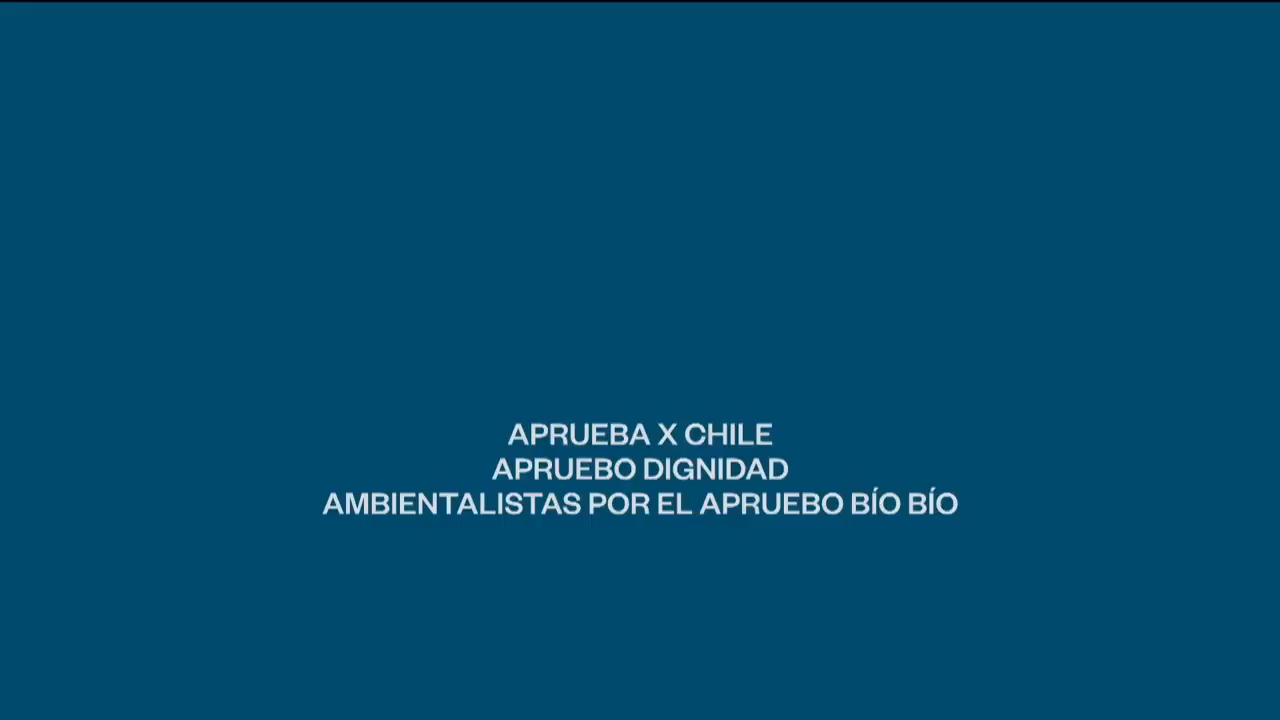 APRUEBA X CHILE
APRUEBO DIGNIDAD
AMBIENTALISTAS POR EL APRUEBO BÍO BÍO